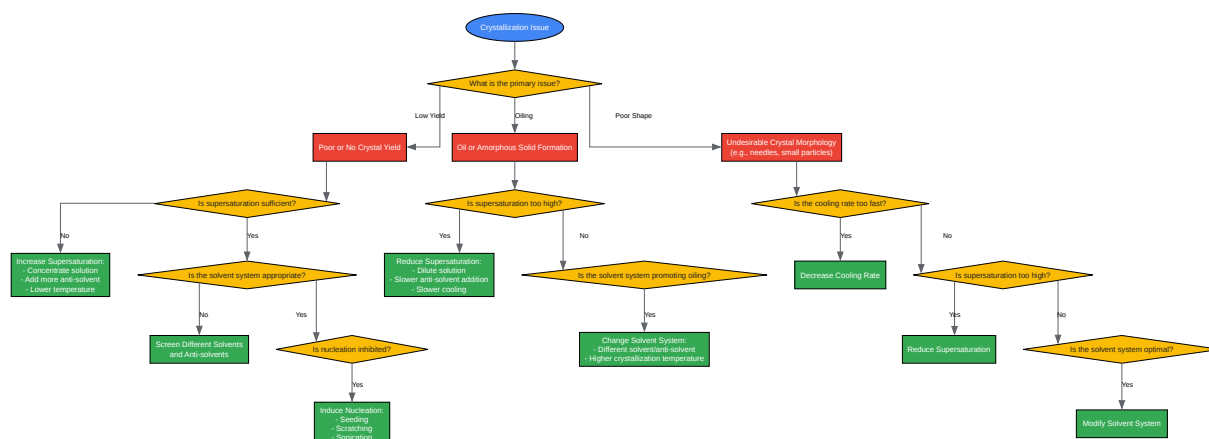 Crystallization Issue
What is the primary issue?
Low Yield
Oiling
Poor Shape
Poor or No Crystal Yield
Oil or Amorphous Solid Formation
Undesirable Crystal Morphology
(e.g., needles, small particles)
Is supersaturation sufficient?
Is supersaturation too high?
Is the cooling rate too fast?
No
Yes
Yes
No
Yes
No
Increase Supersaturation:
- Concentrate solution
- Add more anti-solvent
- Lower temperature
Is the solvent system appropriate?
Reduce Supersaturation:
- Dilute solution
- Slower anti-solvent addition
- Slower cooling
Is the solvent system promoting oiling?
Decrease Cooling Rate
Is supersaturation too high?
No
Yes
Yes
Yes
No
Screen Different Solvents
and Anti-solvents
Is nucleation inhibited?
Change Solvent System:
- Different solvent/anti-solvent
- Higher crystallization temperature
Reduce Supersaturation
Is the solvent system optimal?
Yes
Yes
Induce Nucleation:
- Seeding
- Scratching
- Sonication
Modify Solvent System